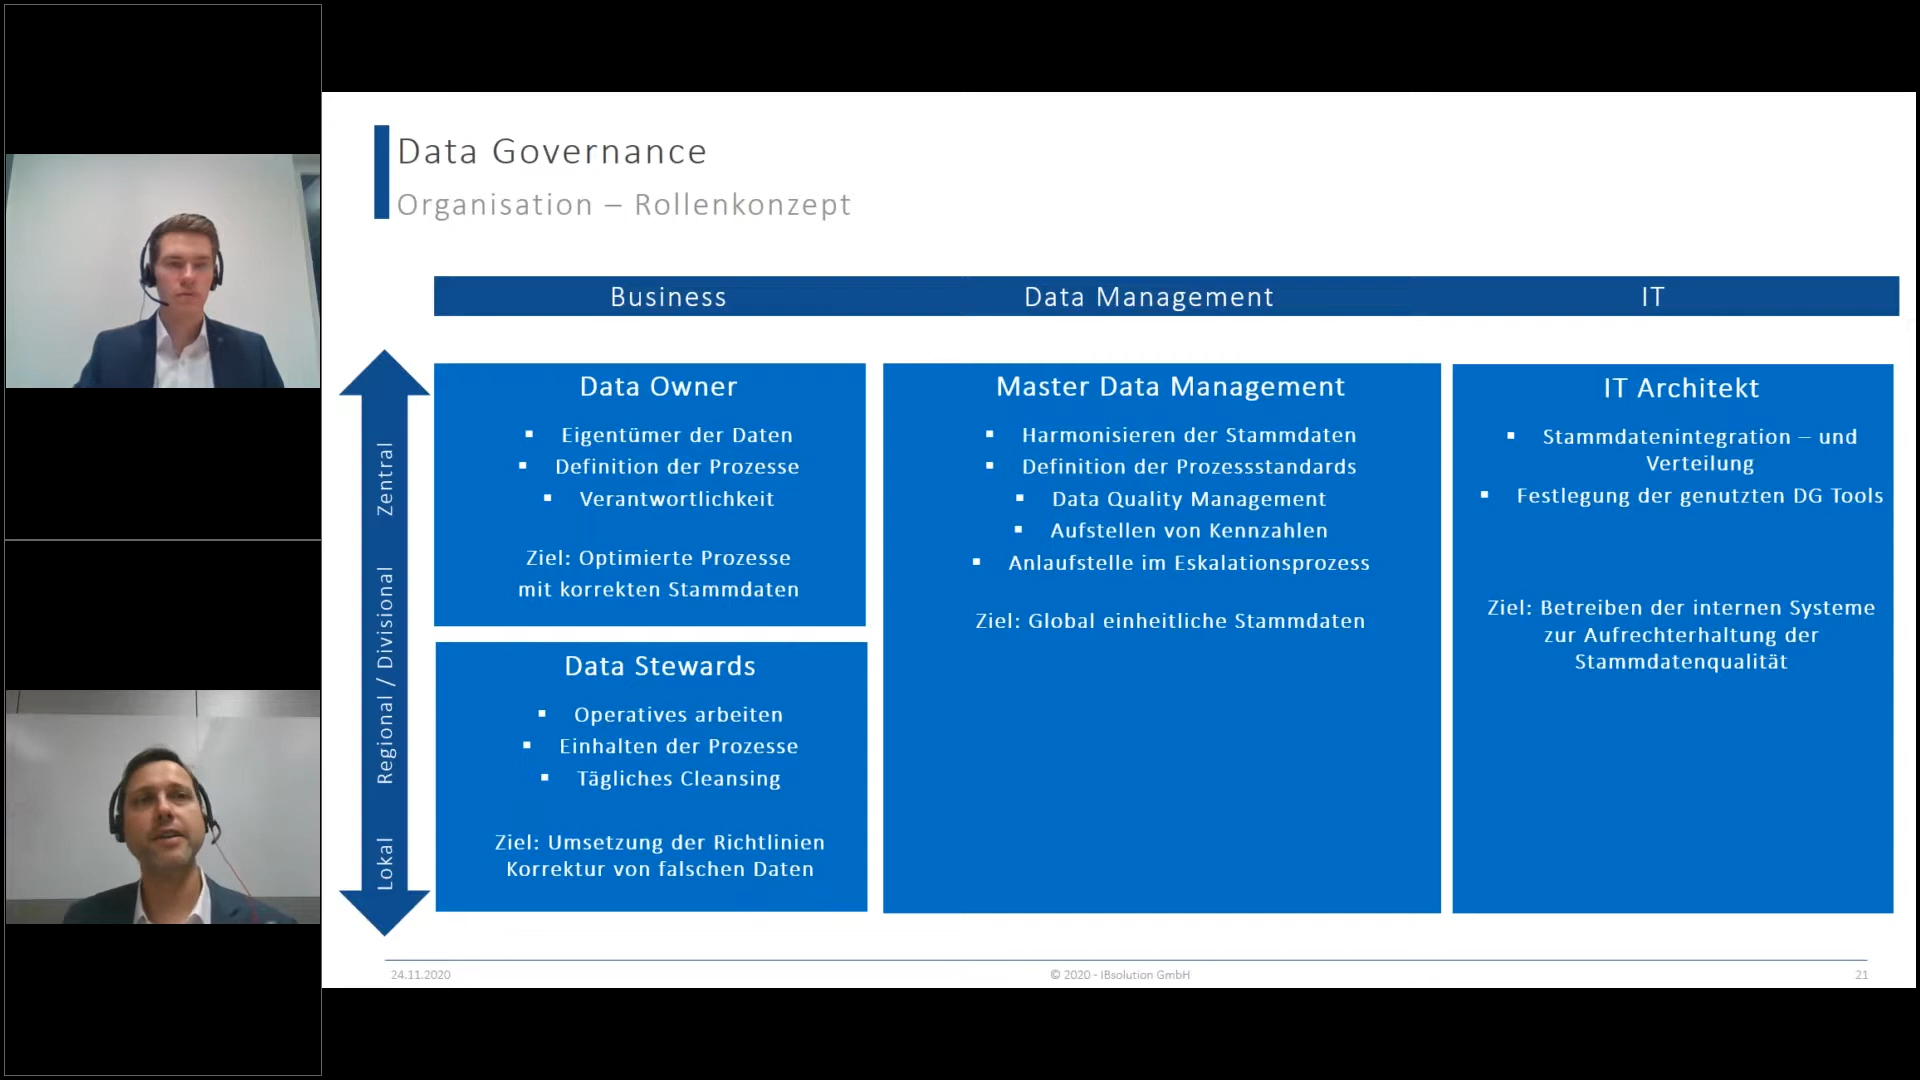 Data Governance
Organisation – Rollenkonzept
Business
Data Management
IT
Zentral
Regional / Divisional
Lokal
Data Owner
▪ Eigentümer der Daten
▪ Definition der Prozesse
▪ Verantwortlichkeit
Ziel: Optimierte Prozesse
mit korrekten Stammdaten
Data Stewards
▪ Operatives arbeiten
▪ Einhalten der Prozesse
▪ Tägliches Cleansing
Ziel: Umsetzung der Richtlinien
Korrektur von falschen Daten
Master Data Management
▪ Harmonisieren der Stammdaten
▪ Definition der Prozessstandards
▪ Data Quality Management
▪ Aufstellen von Kennzahlen
▪ Anlaufstelle im Eskalationsprozess
Ziel: Global einheitliche Stammdaten
IT Architekt
▪ Stammdatenintegration – und
Verteilung
▪ Festlegung der genutzten DG Tools
Ziel: Betreiben der internen Systeme
zur Aufrechterhaltung der
Stammdatenqualität
24.11.2020
© 2020 - IBsolution GmbH
21